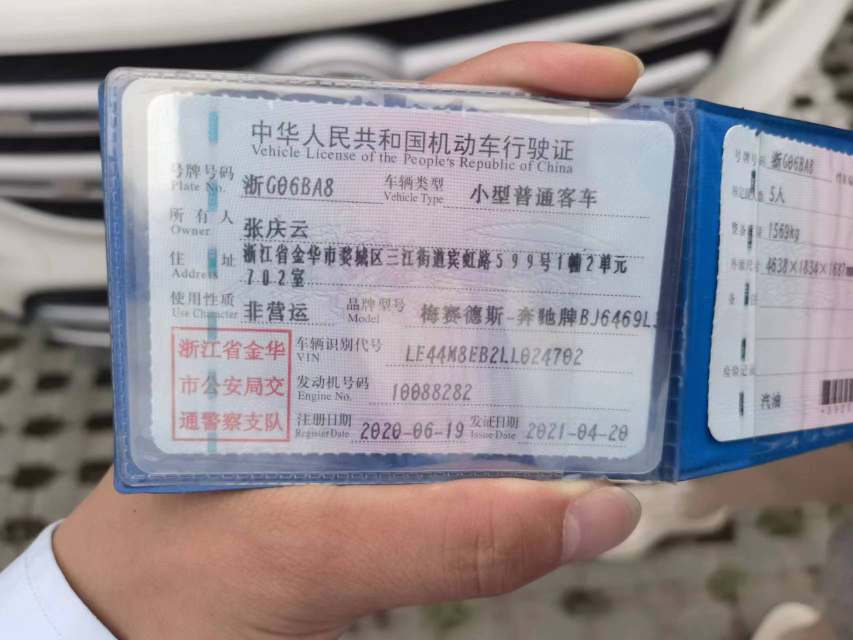 中华人民共和国机动车行驶证
Vehicle License of the People's Republic of China
号牌号码 浙G06BA8 车辆类型 小型普通客车
Plate No. Vehicle Type
所有人 张庆云
Owner
住址 浙江省金华市婺城区三江街道宾虹路599号1幢2单元
Address 702室
使用性质 非营运 品牌型号 梅赛德斯-奔驰牌BJ6469L
Use Character Model
浙江省金华
市公安局交
通警察支队
车辆识别代号 LE44M8EB2LL024702
VIN
发动机号码 10088282
Engine No.
注册日期 2020-06-19 发证日期 2021-04-20
Register Date Issue Date
号牌号码 浙G06BA8
5人
1569kg
4638×1834×1687mm
检验记录
汽油